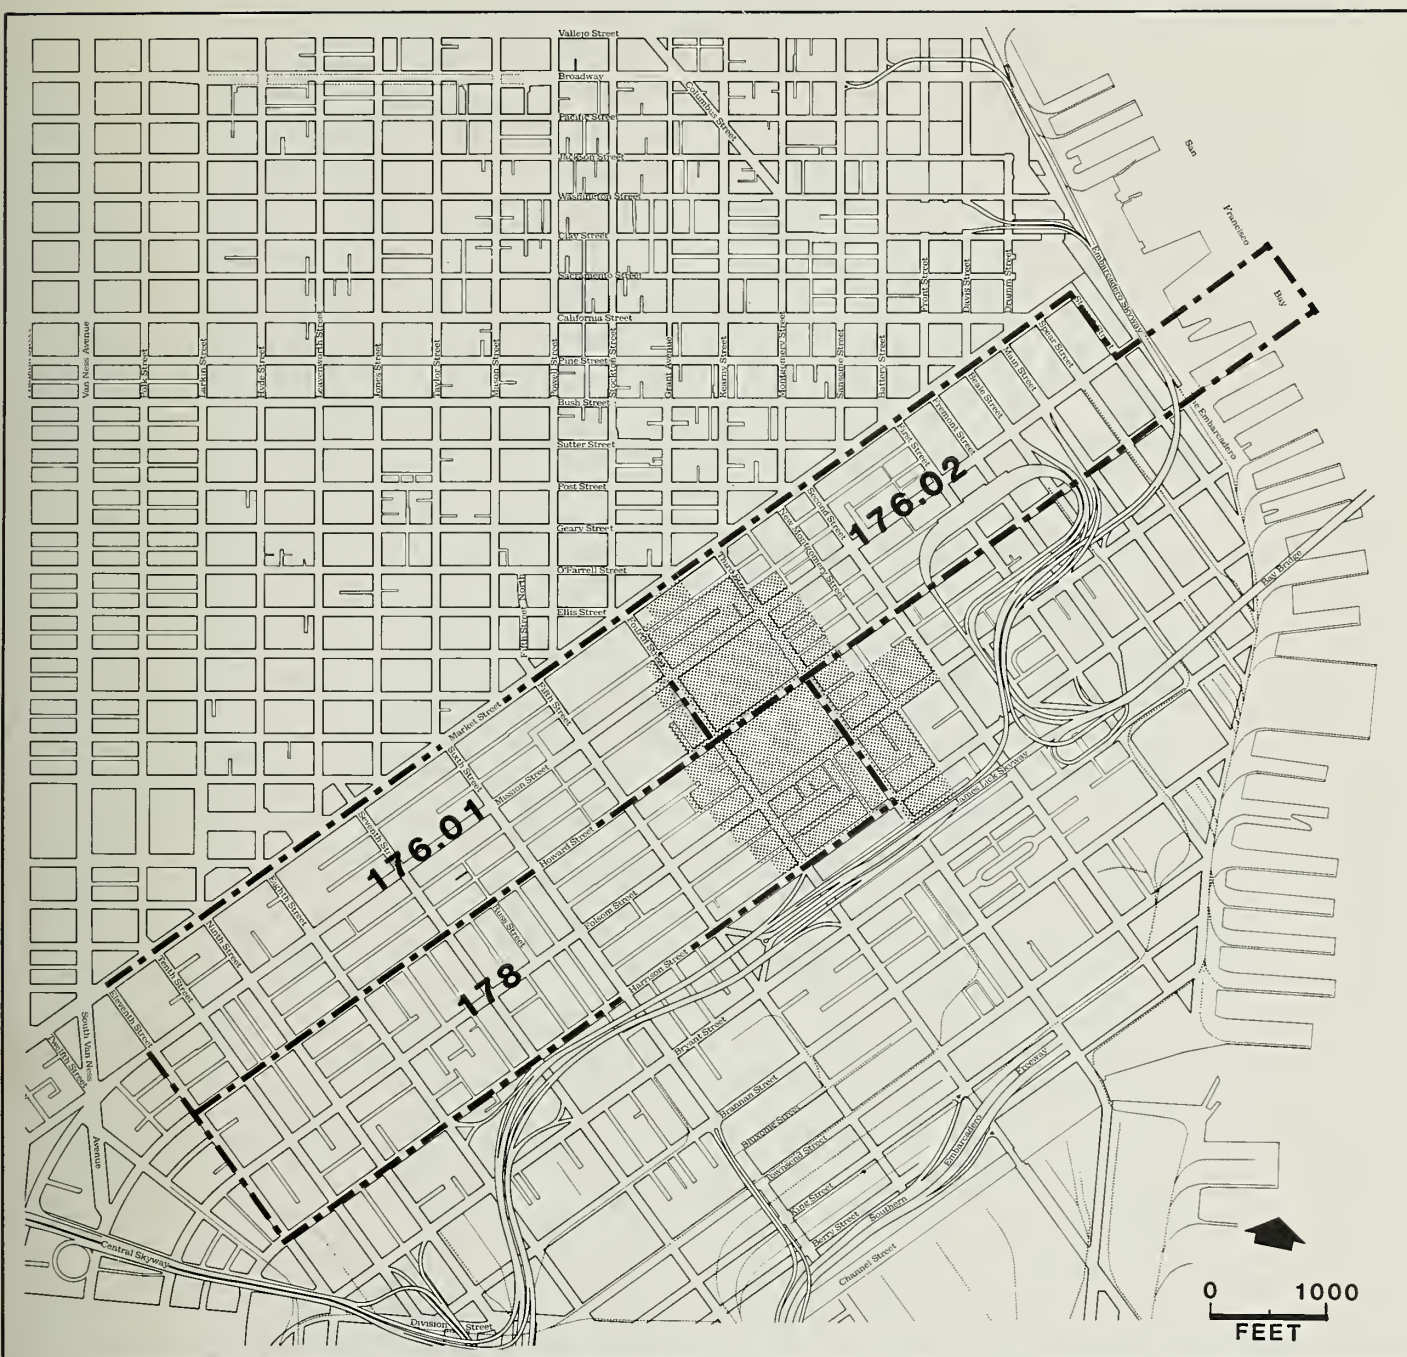 Vallejo Street
Broadway
Columbus Street
Pacific Street
Jackson Street
Washington Street
Clay Street
Sacramento Street
California Street
Pine Street
Bush Street
Sutter Street
Post Street
Geary Street
O'Farrell Street
Ellis Street
Van Ness Avenue
Polk Street
Larkin Street
Hyde Street
Leavenworth Street
Jones Street
Taylor Street
Mason Street
Powell Street
Stockton Street
Grant Avenue
Kearny Street
Montgomery Street
Sansome Street
Battery Street
Front Street
Davis Street
Drumm Street
Embarcadero Skyway
San
Francisco
Bay
Spear Street
Main Street
Beale Street
Fremont Street
First Street
Second Street
New Montgomery Street
Third Street
Fourth Street
Fifth Street North
Fifth Street
Sixth Street
Seventh St
Eighth Street
Ninth Street
Tenth Street
Eleventh Street
Twelfth Street
South Van Ness
Avenue
176.02
176.01
178
Market Street
Mission Street
Howard Street
Russ Street
Folsom Street
Harrison Street
Bryant Street
Brannan Street
Bluxome Street
Townsend Street
King Street
Berry Street
Channel Street
Southern
Embarcadero
Freeway
James Lick Skyway
Bay Bridge
e Embarcadero
Central Skyway
Division Street
0 1000
FEET